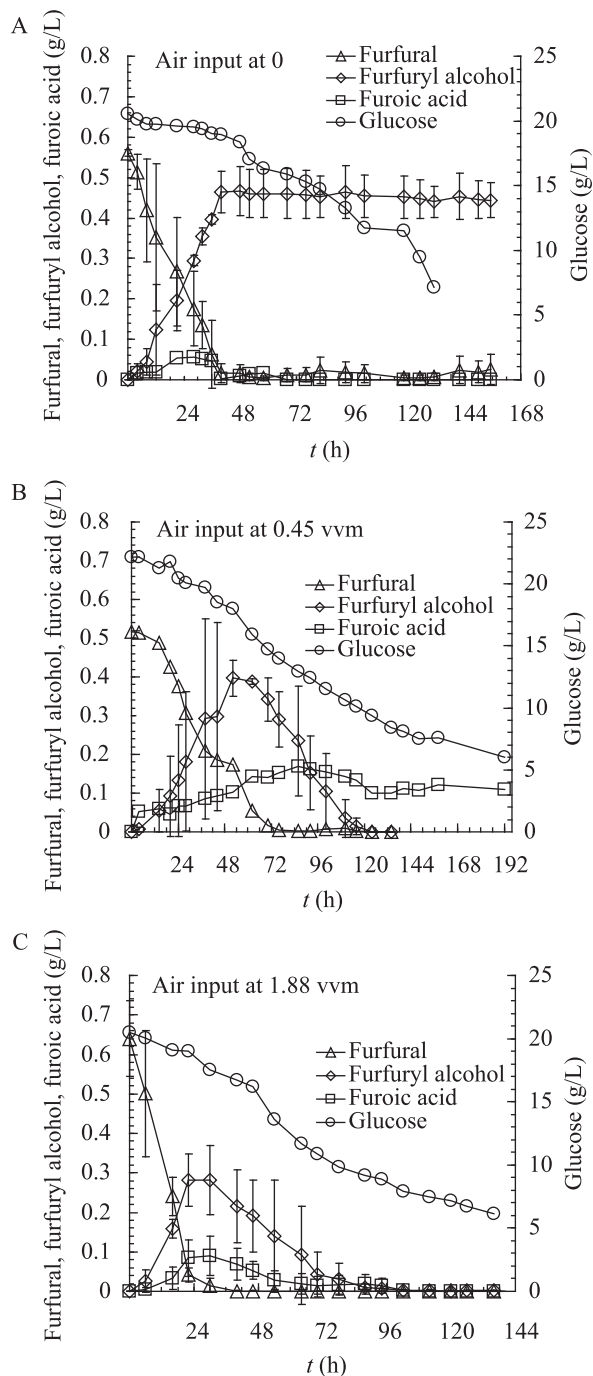 A
Furfural, furfuryl alcohol, furoic acid (g/L)
Air input at 0
Furfural
Furfuryl alcohol
Furoic acid
Glucose
0.8
0.7
0.6
0.5
0.4
0.3
0.2
0.1
0
25
20
15
10
5
0
Glucose (g/L)
24 48 72 96 120 144 168
t (h)
B
Furfural, furfuryl alcohol, furoic acid (g/L)
Air input at 0.45 vvm
Furfural
Furfuryl alcohol
Furoic acid
Glucose
0.8
0.7
0.6
0.5
0.4
0.3
0.2
0.1
0
25
20
15
10
5
0
Glucose (g/L)
24 48 72 96 120 144 168 192
t (h)
C
Furfural, furfuryl alcohol, furoic acid (g/L)
Air input at 1.88 vvm
Furfural
Furfuryl alcohol
Furoic acid
Glucose
0.8
0.7
0.6
0.5
0.4
0.3
0.2
0.1
0
25
20
15
10
5
0
Glucose (g/L)
24 48 72 96 120 144
t (h)